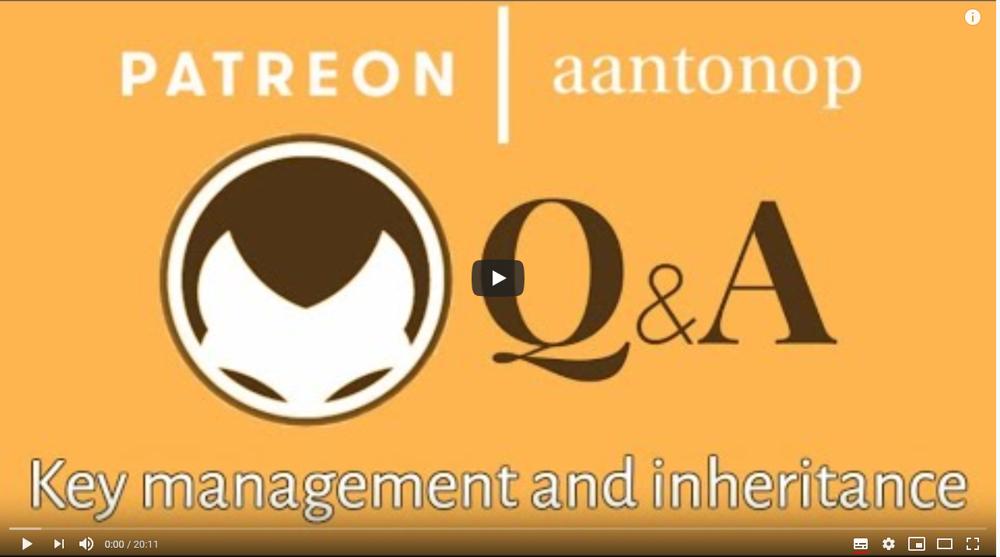 PATREON | aantonop
Q&A
Key management and inheritance
0:00 / 20:11